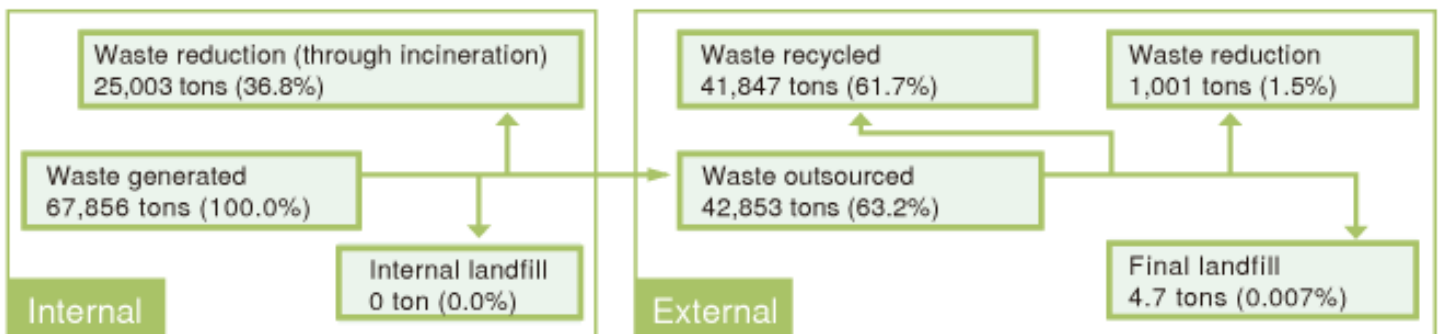 Waste reduction (through incineration)
25,003 tons (36.8%)
Waste generated
67,856 tons (100.0%)
Internal landfill
0 ton (0.0%)
Internal
Waste recycled
41,847 tons (61.7%)
Waste reduction
1,001 tons (1.5%)
Waste outsourced
42,853 tons (63.2%)
Final landfill
4.7 tons (0.007%)
External